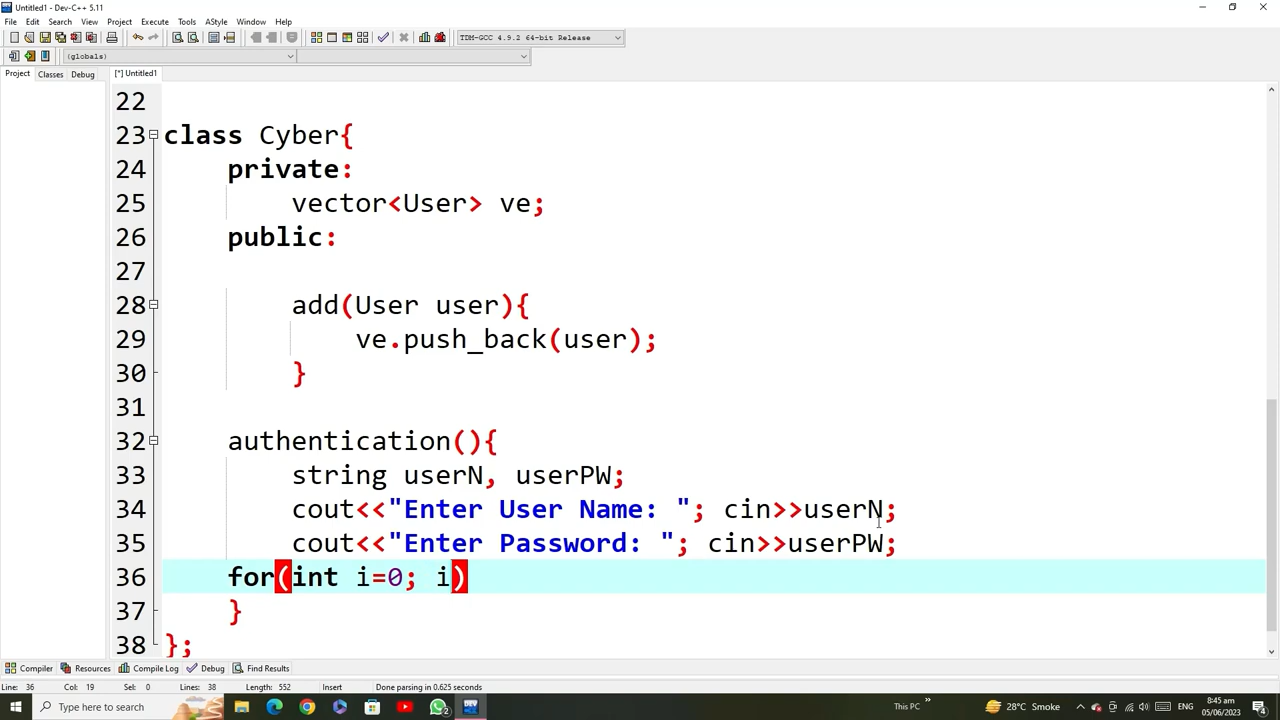 Untitled1 - Dev-C++ 5.11
File Edit Search View Project Execute Tools AStyle Window Help
TDM-GCC 4.9.2 64-bit Release
(globals)
Project Classes Debug [*] Untitled1
22
23 class Cyber{
24 private:
25 vector<User> ve;
26 public:
27
28 add(User user){
29 ve.push_back(user);
30 }
31
32 authentication(){
33 string userN, userPW;
34 cout<<"Enter User Name: "; cin>>userN;
35 cout<<"Enter Password: "; cin>>userPW;
36 for(int i=0; i)
37 }
38 };
Compiler Resources Compile Log Debug Find Results
Line: 36 Col: 19 Sel: 0 Lines: 38 Length: 552 Insert Done parsing in 0.625 seconds
Type here to search DEV 2 This PC » 28°C Smoke ENG 8:45 am 05/06/2023 4